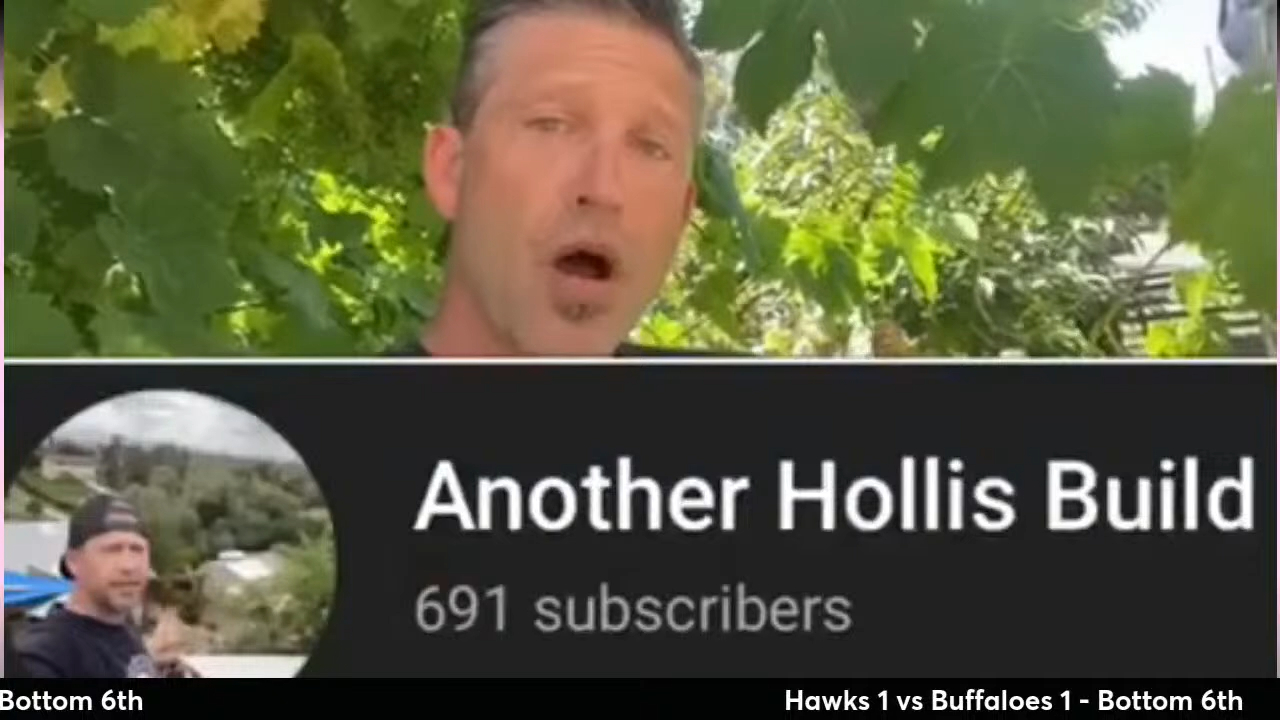 Another Hollis Build
691 subscribers
Bottom 6th
Hawks 1 vs Buffaloes 1 - Bottom 6th